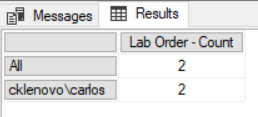 Messages Results
Lab Order - Count
All 2
cklenovo\carlos 2